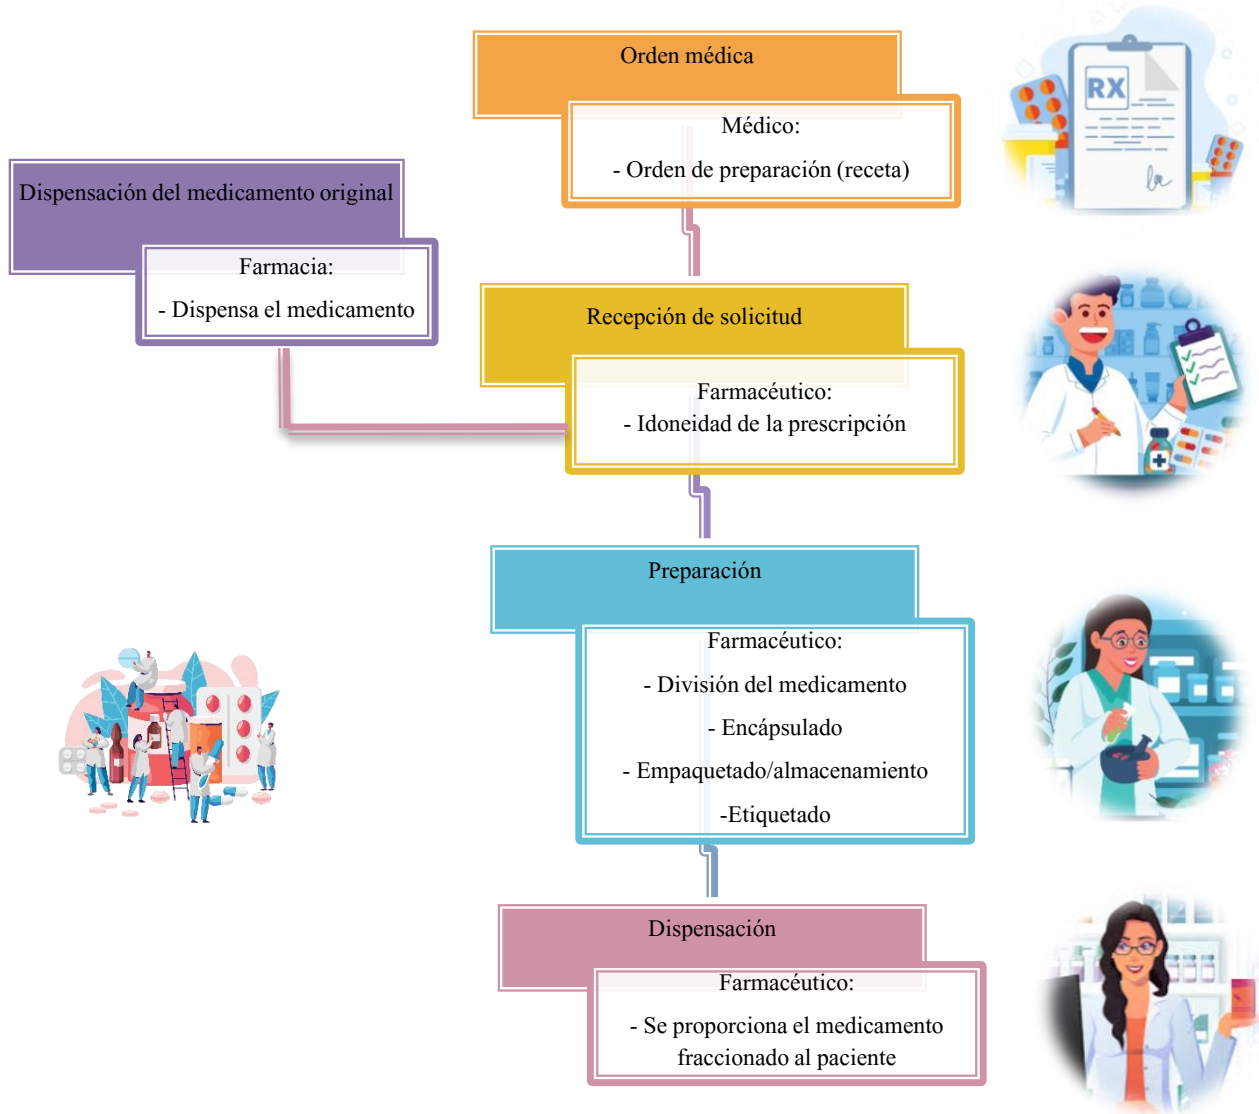 Orden médica
Médico:
- Orden de preparación (receta)
RX
Dispensación del medicamento original
Farmacia:
- Dispensa el medicamento
Recepción de solicitud
Farmacéutico:
- Idoneidad de la prescripción
Preparación
Farmacéutico:
- División del medicamento
- Encápsulado
- Empaquetado/almacenamiento
-Etiquetado
Dispensación
Farmacéutico:
- Se proporciona el medicamento
fraccionado al paciente